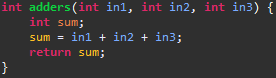 int adders(int in1, int in2, int in3) {
    int sum;
    sum = in1 + in2 + in3;
    return sum;
}